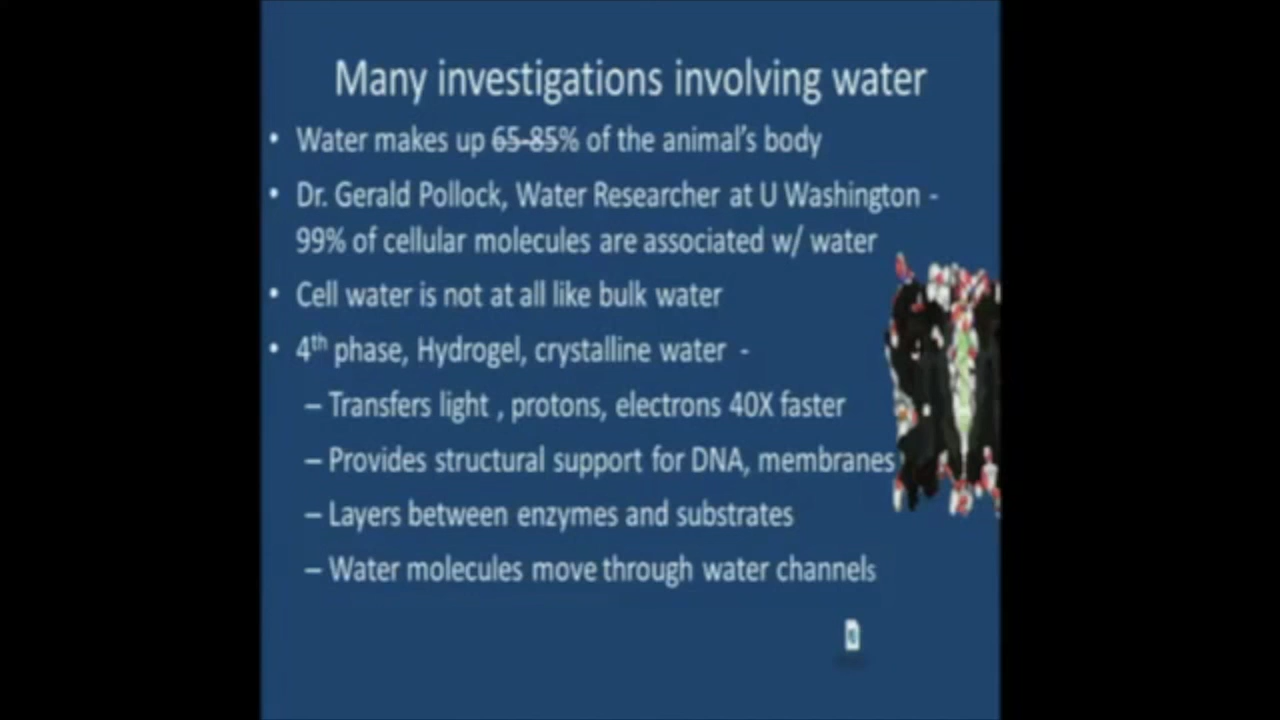 Many investigations involving water
• Water makes up 65-85% of the animal's body
• Dr. Gerald Pollock, Water Researcher at U Washington -
99% of cellular molecules are associated w/ water
• Cell water is not at all like bulk water
• 4th phase, Hydrogel, crystalline water -
– Transfers light , protons, electrons 40X faster
– Provides structural support for DNA, membranes
– Layers between enzymes and substrates
– Water molecules move through water channels